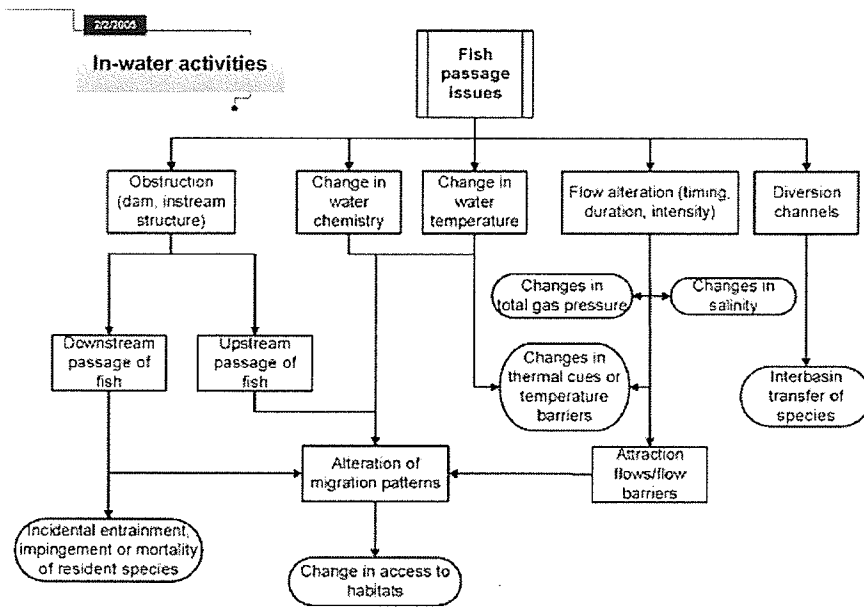 2/2/2005
In-water activities
Fish
passage
issues
Obstruction
(dam, instream
structure)
Change in
water
chemistry
Change in
water
temperature
Flow alteration (timing,
duration, intensity)
Diversion
channels
Changes in
total gas pressure
Changes in
salinity
Downstream
passage of
fish
Upstream
passage of
fish
Changes in
thermal cues or
temperature
barriers
Interbasin
transfer of
species
Alteration of
migration patterns
Attraction
flows/flow
barriers
Incidental entrainment,
impingement or mortality
of resident species
Change in access to
habitats